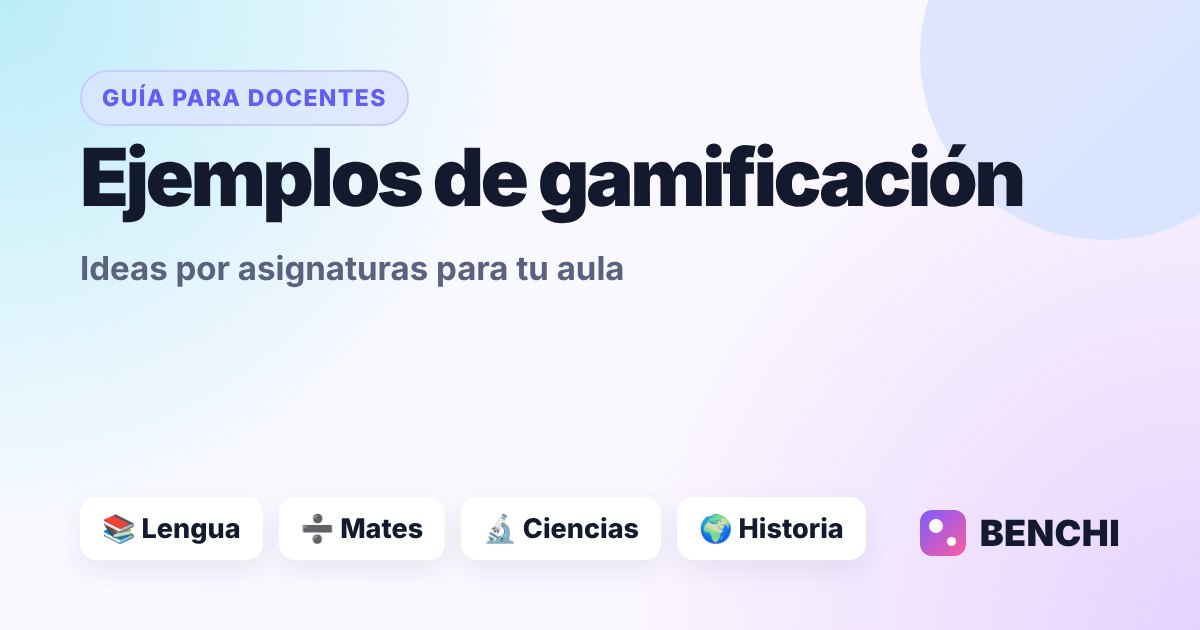 GUÍA PARA DOCENTES
Ejemplos de gamificación
Ideas por asignaturas para tu aula
📚 Lengua
➗ Mates
🔬 Ciencias
🌍 Historia
BENCHI